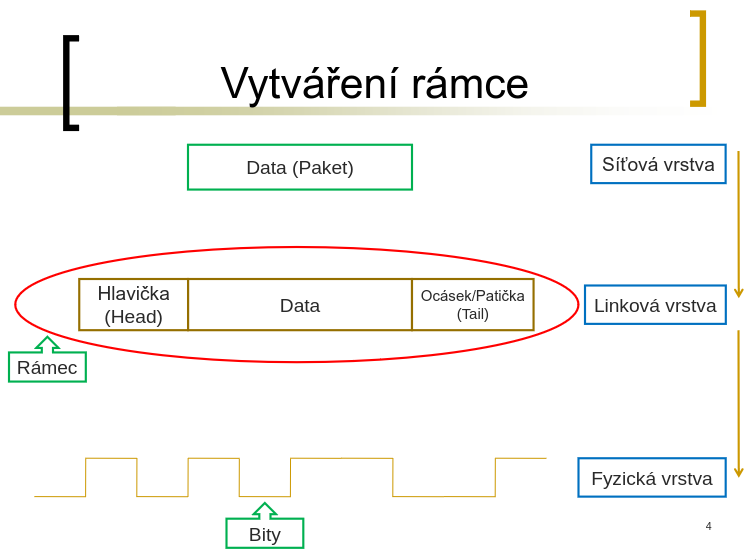 Vytváření rámce
Data (Paket)
Síťová vrstva
Hlavička
(Head)
Data
Ocásek/Patička
(Tail)
Linková vrstva
Rámec
Fyzická vrstva
Bity
4